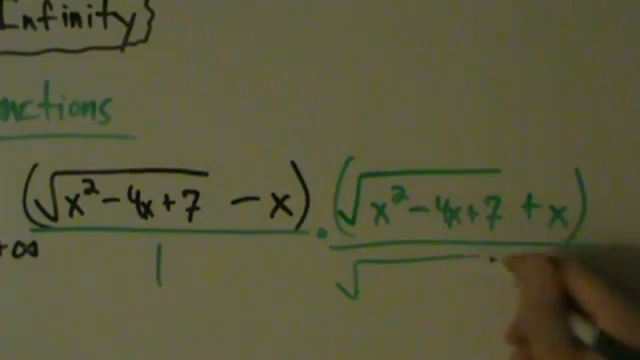 Infinity}
nctions
(√(x² - 4x + 7) - x) / 1 · (√(x² - 4x + 7) + x) / √
+∞